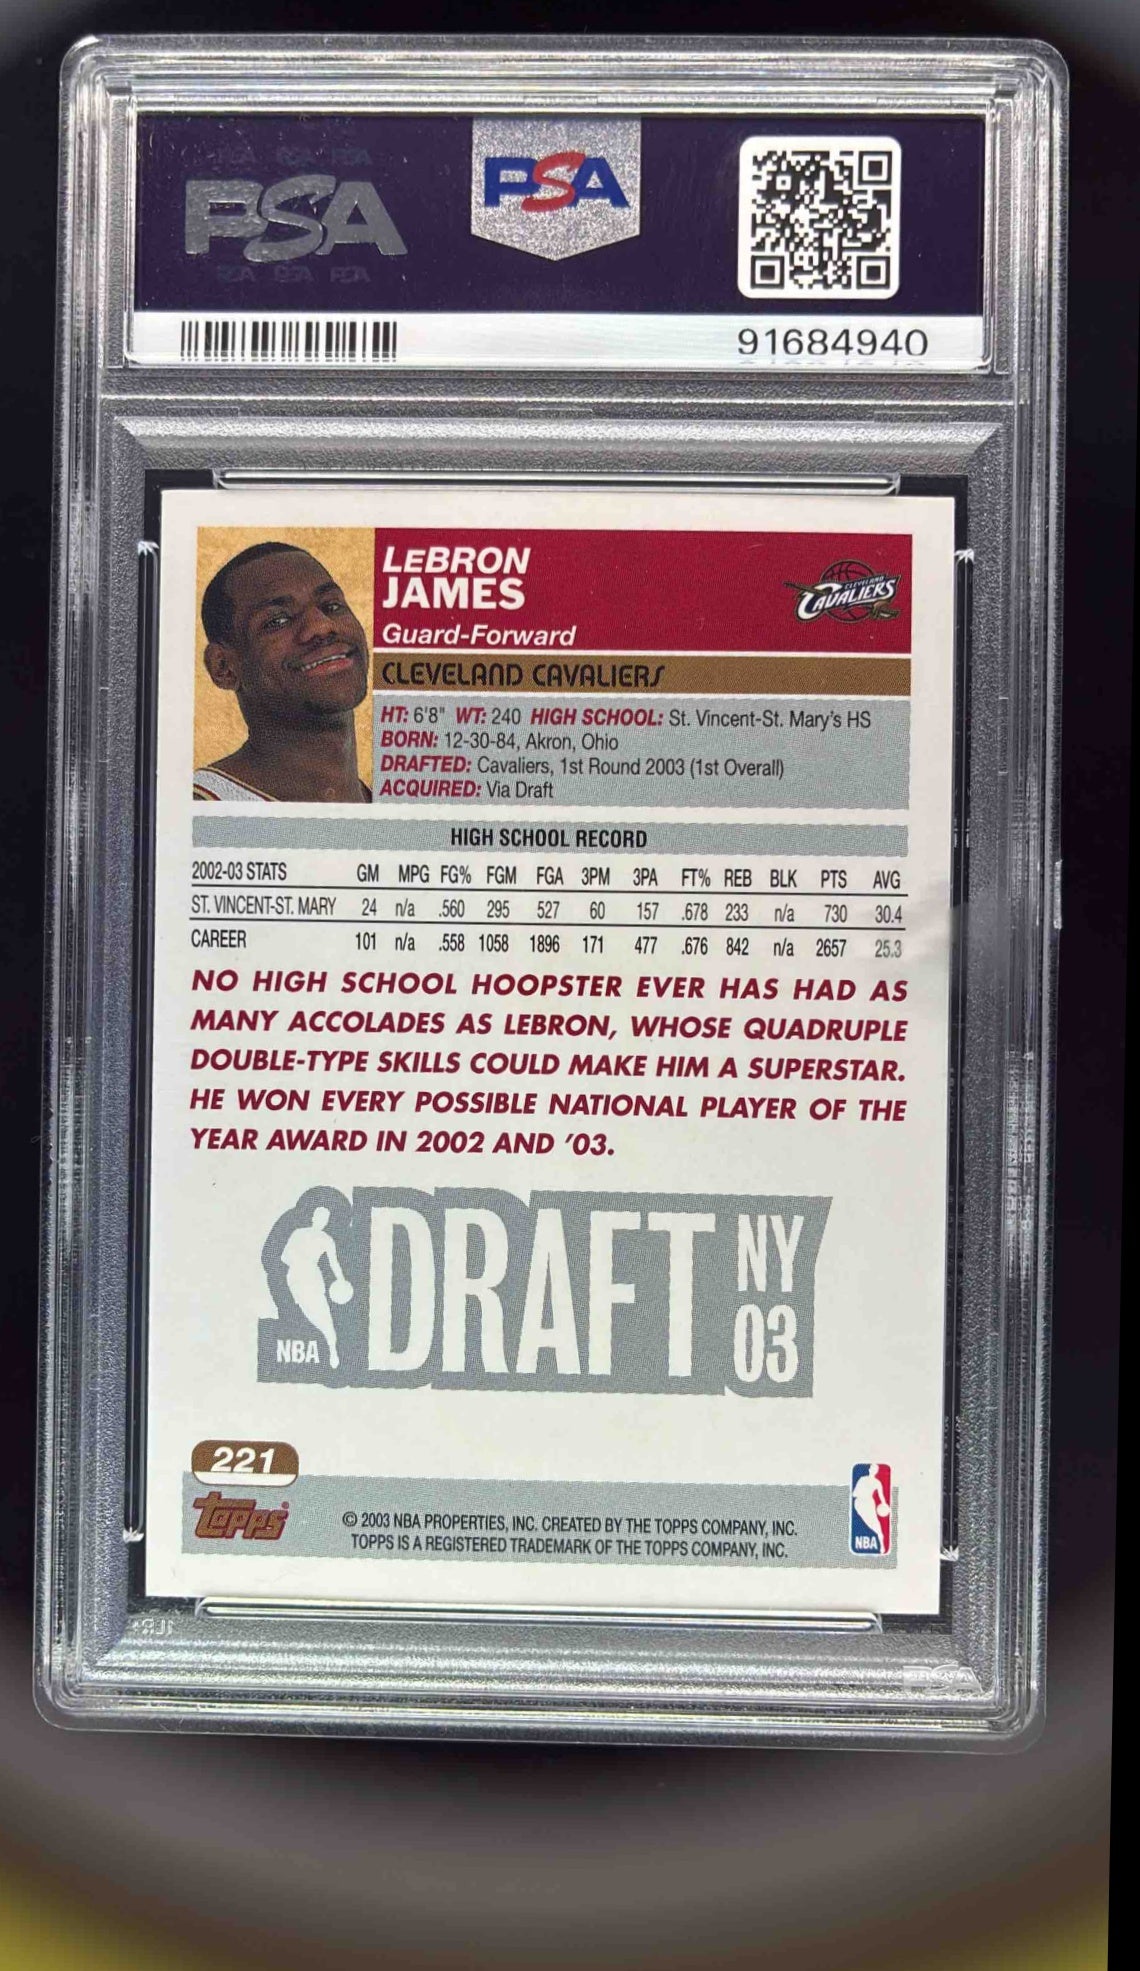 PSA
PSA
91684940
LEBRON
JAMES
Guard-Forward
CLEVELAND
CAVALIERS
CLEVELAND CAVALIERS
HT: 6'8" WT: 240 HIGH SCHOOL: St. Vincent-St. Mary's HS
BORN: 12-30-84, Akron, Ohio
DRAFTED: Cavaliers, 1st Round 2003 (1st Overall)
ACQUIRED: Via Draft
HIGH SCHOOL RECORD
2002-03 STATS GM MPG FG% FGM FGA 3PM 3PA FT% REB BLK PTS AVG
ST. VINCENT-ST. MARY 24 n/a .560 295 527 60 157 .678 233 n/a 730 30.4
CAREER 101 n/a .558 1058 1896 171 477 .676 842 n/a 2657 25.3
NO HIGH SCHOOL HOOPSTER EVER HAS HAD AS
MANY ACCOLADES AS LEBRON, WHOSE QUADRUPLE
DOUBLE-TYPE SKILLS COULD MAKE HIM A SUPERSTAR.
HE WON EVERY POSSIBLE NATIONAL PLAYER OF THE
YEAR AWARD IN 2002 AND '03.
NBA DRAFT NY
03
221
TOPPS®
© 2003 NBA PROPERTIES, INC. CREATED BY THE TOPPS COMPANY, INC.
TOPPS IS A REGISTERED TRADEMARK OF THE TOPPS COMPANY, INC.
NBA
PSA